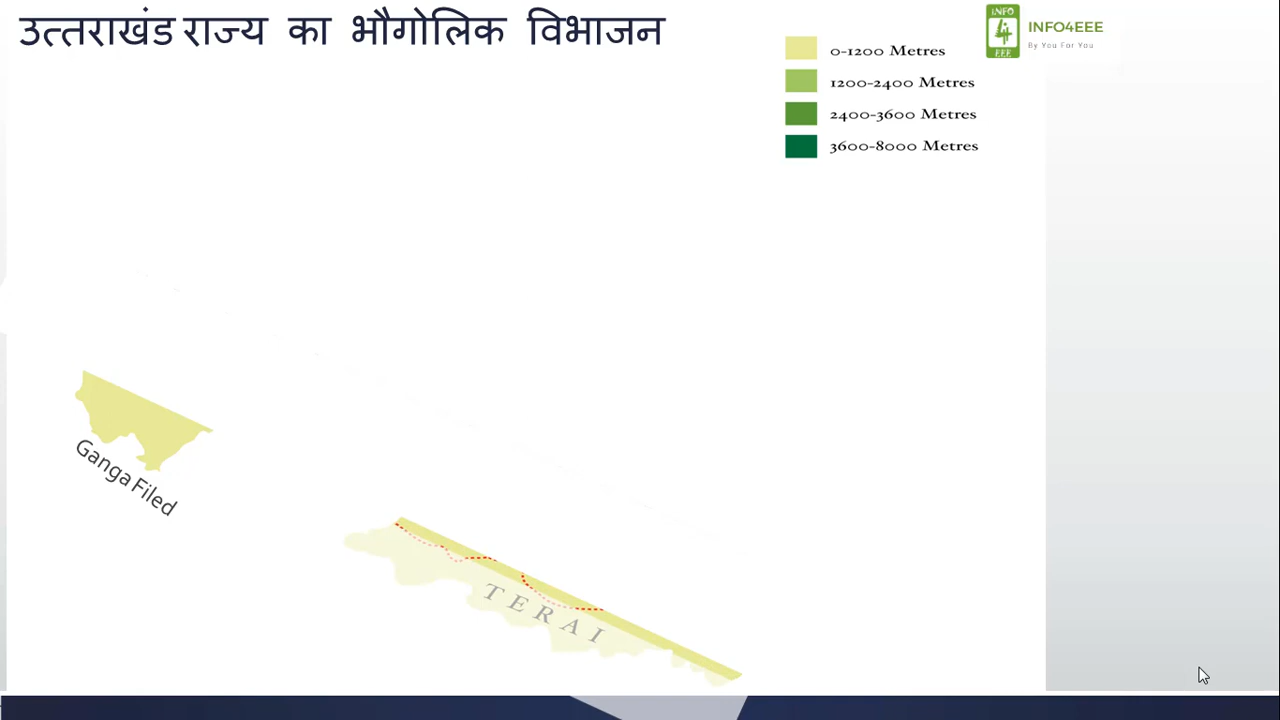 उत्तराखंड राज्य का भौगोलिक विभाजन
INFO
4
EEE
INFO4EEE
By You For You
0-1200 Metres
1200-2400 Metres
2400-3600 Metres
3600-8000 Metres
Ganga Filed
TERAI